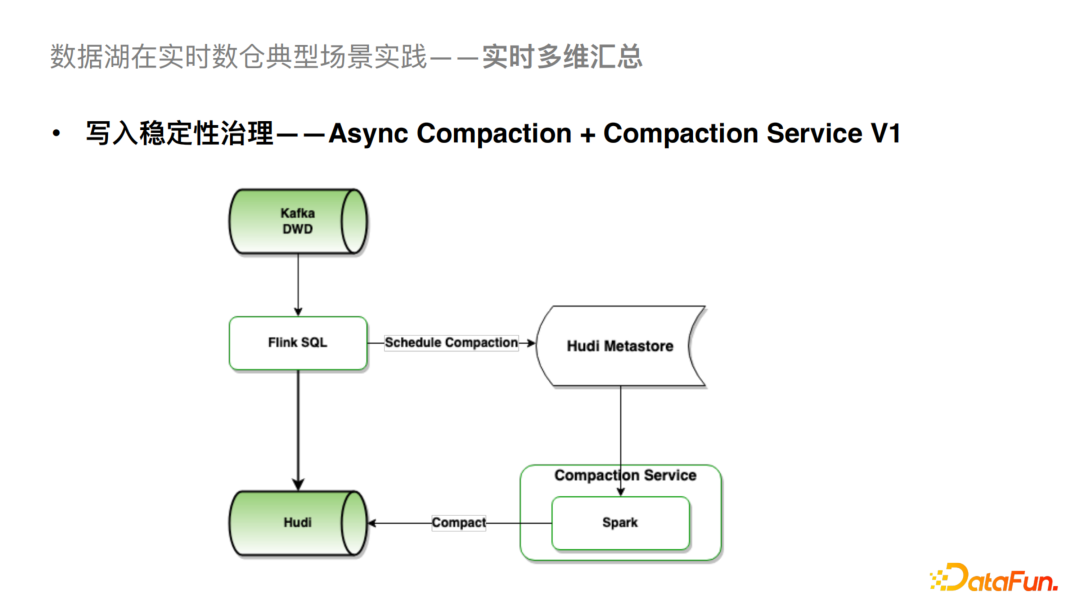 数据湖在实时数仓典型场景实践——实时多维汇总
• 写入稳定性治理——Async Compaction + Compaction Service V1
Kafka
DWD
Flink SQL
Schedule Compaction
Hudi Metastore
Compaction Service
Hudi
Compact
Spark
DataFun.